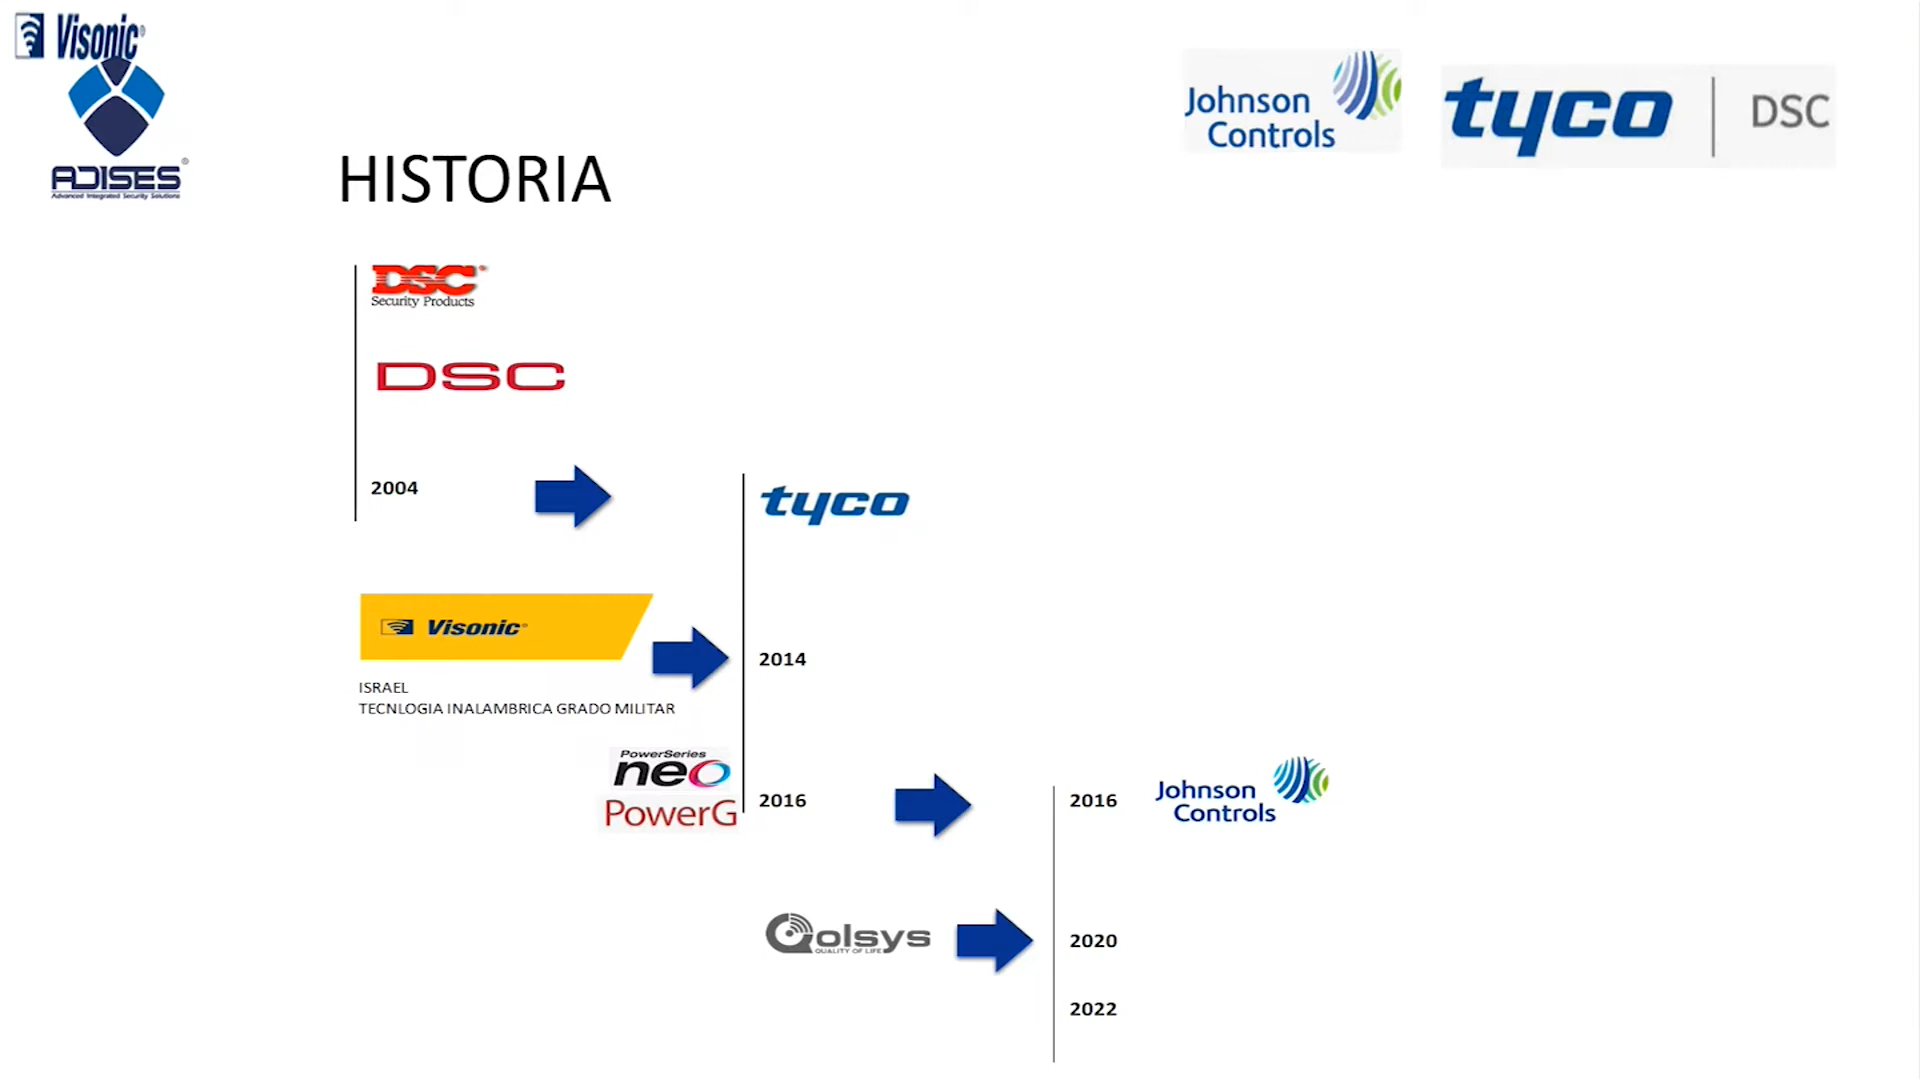 Visonic®
ADISES®
Advanced Integrated Security Solutions
Johnson
Controls
tyco | DSC
HISTORIA
DSC®
Security Products
DSC
2004
tyco
Visonic®
2014
ISRAEL
TECNLOGIA INALAMBRICA GRADO MILITAR
PowerSeries
neo
PowerG
2016
2016
Johnson
Controls
Qolsys
QUALITY OF LIFE
2020
2022